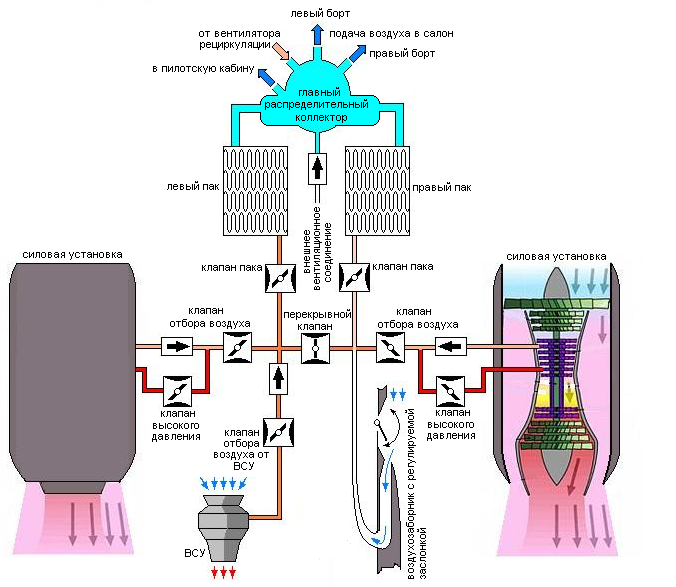 левый борт
от вентилятора
рециркуляции
подача воздуха в салон
правый борт
в пилотскую кабину
главный
распределительный
коллектор
левый пак
правый пак
внешнее
вентиляционное
соединение
силовая установка
клапан пака
клапан пака
силовая установка
клапан
отбора воздуха
перекрывной
клапан
клапан
отбора воздуха
клапан
высокого
давления
клапан
отбора
воздуха от
ВСУ
клапан
высокого
давления
воздухозаборник с регулируемой
заслонкой
ВСУ